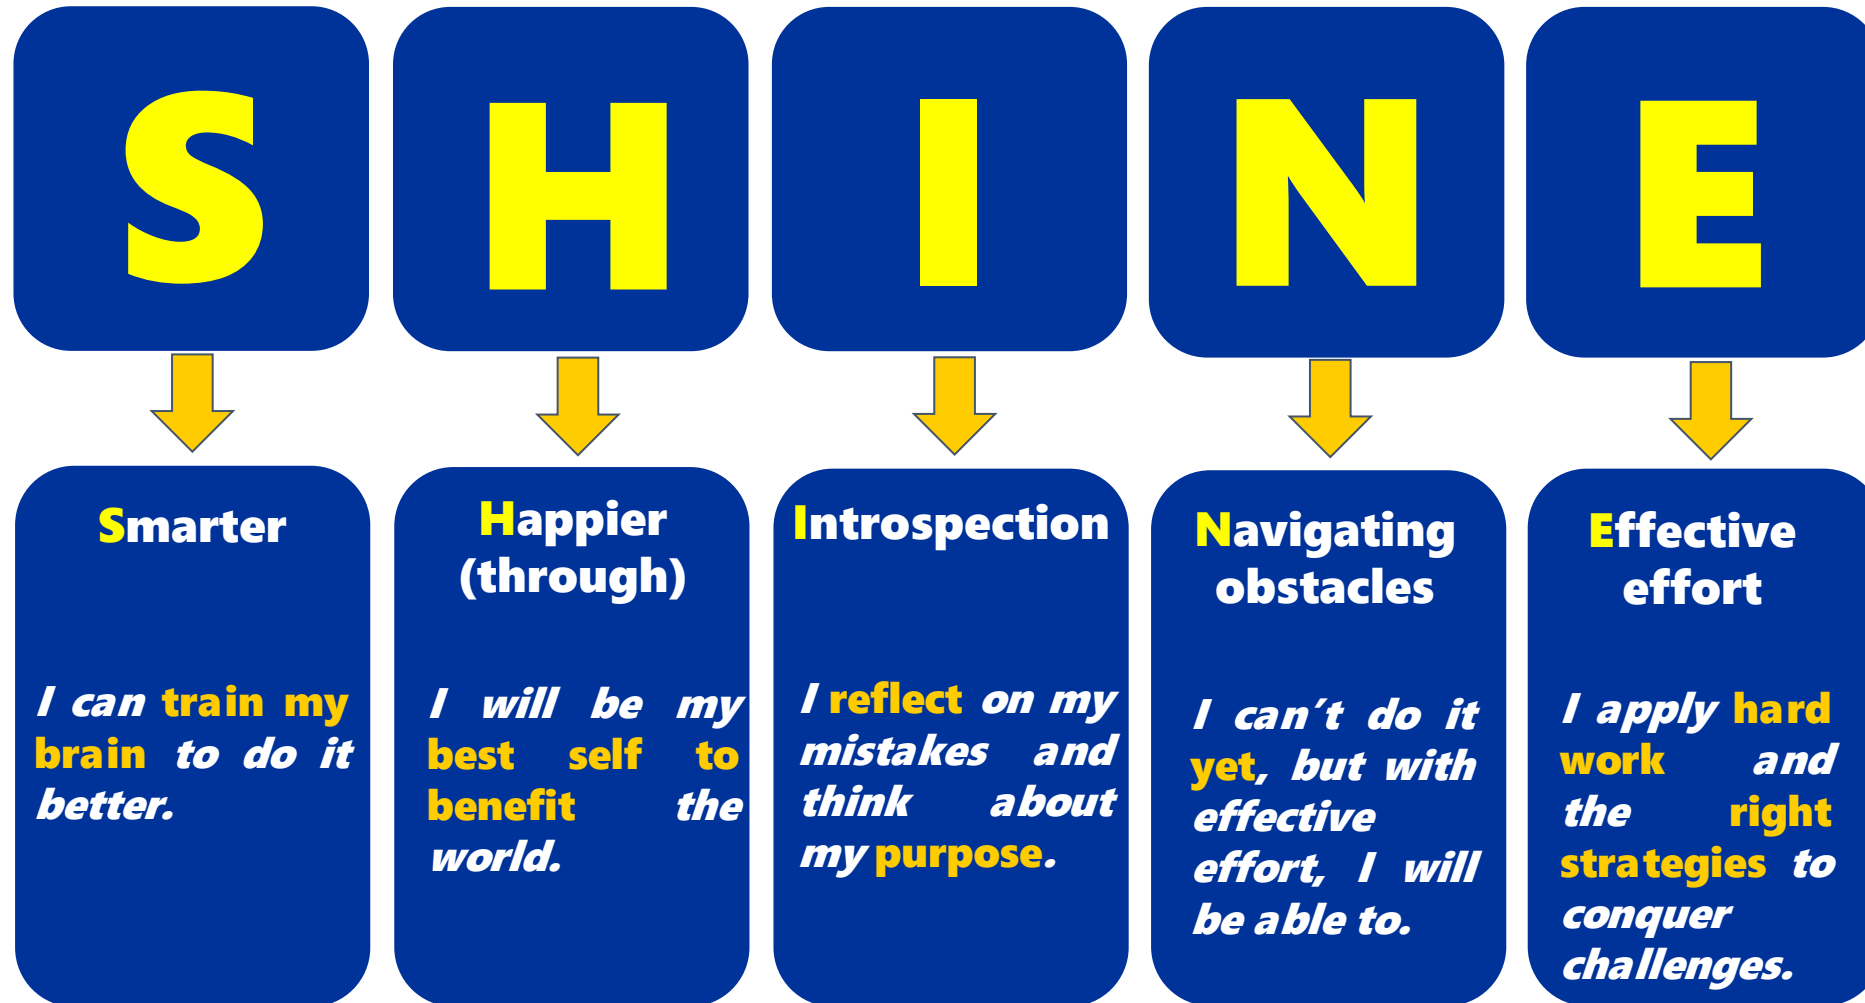 S
H
I
N
E
Smarter
I can train my
brain to do it
better.
Happier
(through)
I will be my
best self to
benefit the
world.
Introspection
I reflect on my
mistakes and
think about
my purpose.
Navigating
obstacles
I can´t do it
yet, but with
effective
effort, I will
be able to.
Effective
effort
I apply hard
work and
the right
strategies to
conquer
challenges.